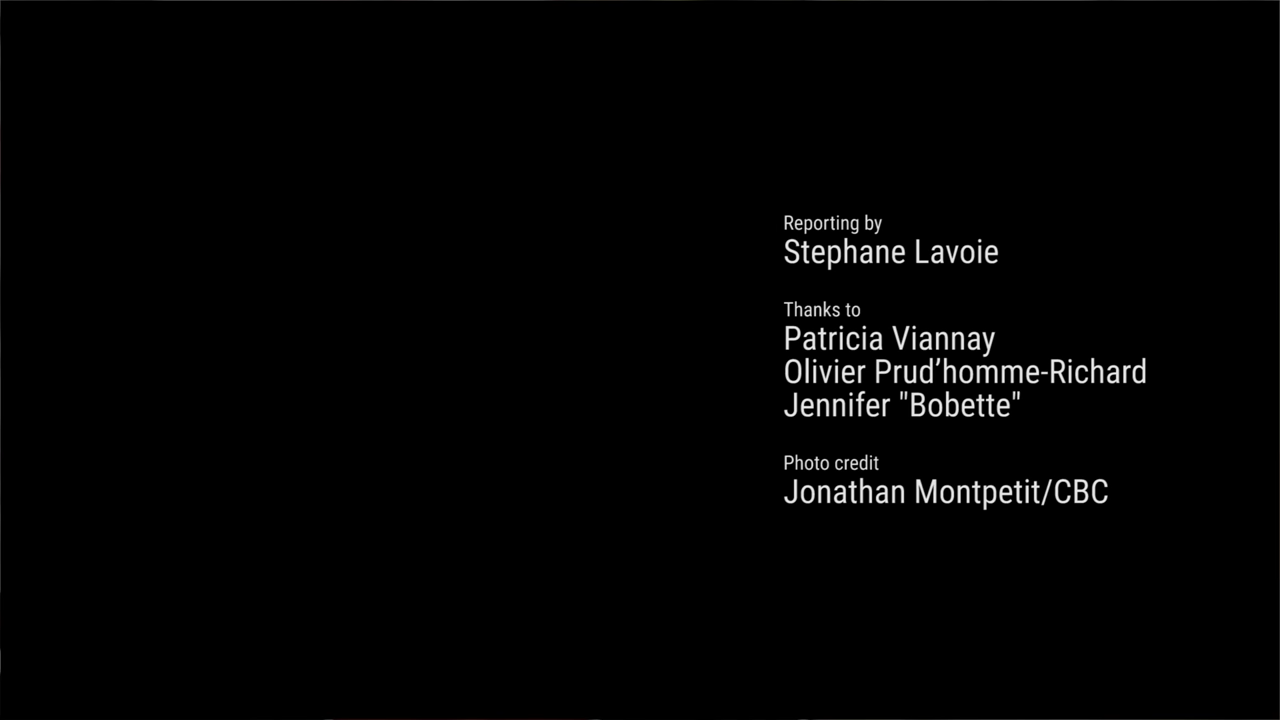 Reporting by
Stephane Lavoie
Thanks to
Patricia Viannay
Olivier Prud’homme-Richard
Jennifer "Bobette"
Photo credit
Jonathan Montpetit/CBC